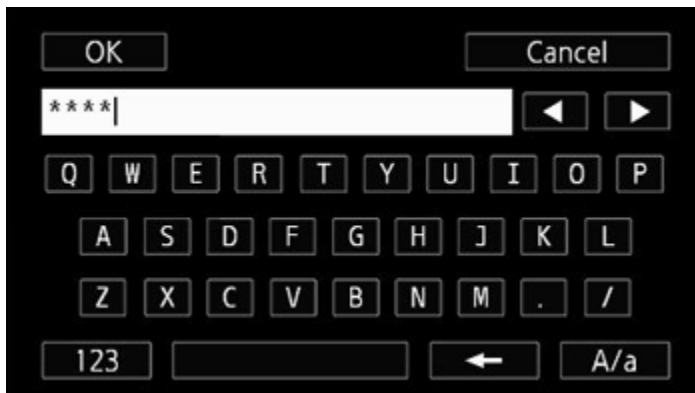 OK Cancel
****
Q W E R T Y U I O P
A S D F G H J K L
Z X C V B N M . /
123 A/a